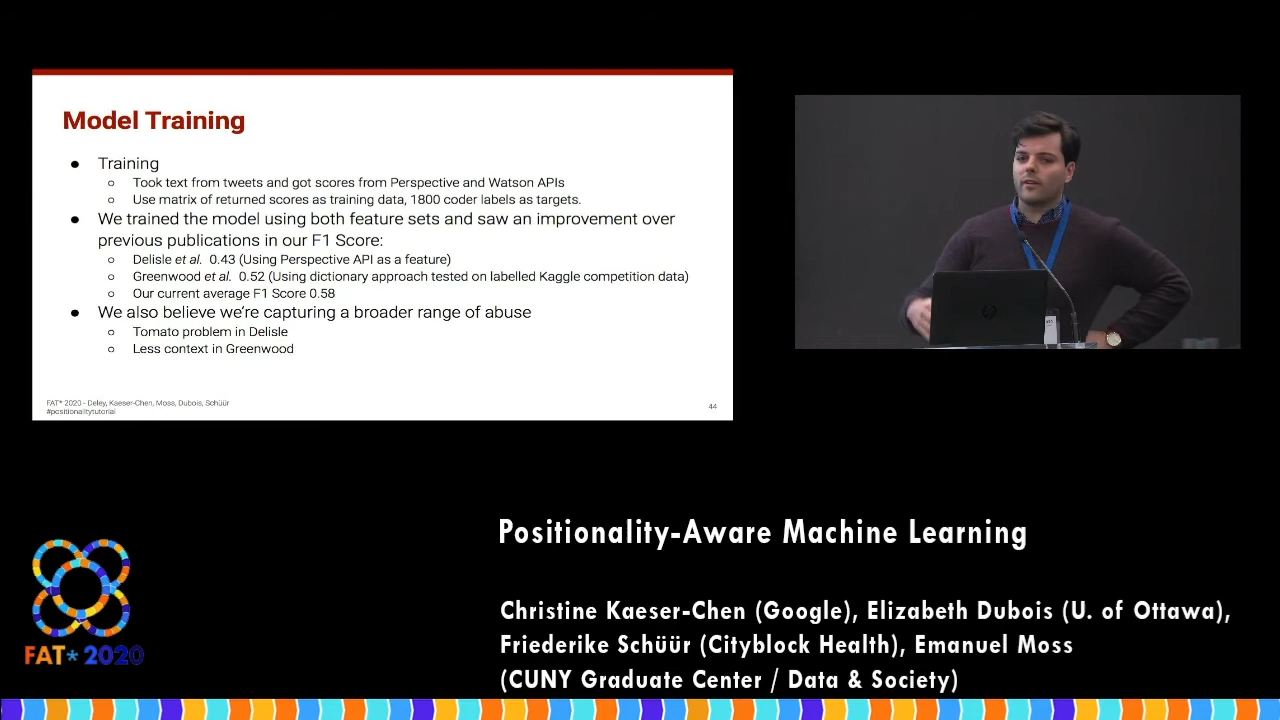 Model Training
● Training
○ Took text from tweets and got scores from Perspective and Watson APIs
○ Use matrix of returned scores as training data, 1800 coder labels as targets.
● We trained the model using both feature sets and saw an improvement over
previous publications in our F1 Score:
○ Delisle et al. 0.43 (Using Perspective API as a feature)
○ Greenwood et al. 0.52 (Using dictionary approach tested on labelled Kaggle competition data)
○ Our current average F1 Score 0.58
● We also believe we're capturing a broader range of abuse
○ Tomato problem in Delisle
○ Less context in Greenwood
FAT* 2020 - Deley, Kaeser-Chen, Moss, Dubois, Schüür
#positionalitytutorial
44
Positionality-Aware Machine Learning
Christine Kaeser-Chen (Google), Elizabeth Dubois (U. of Ottawa),
Friederike Schüür (Cityblock Health), Emanuel Moss
(CUNY Graduate Center / Data & Society)
FAT* 2020